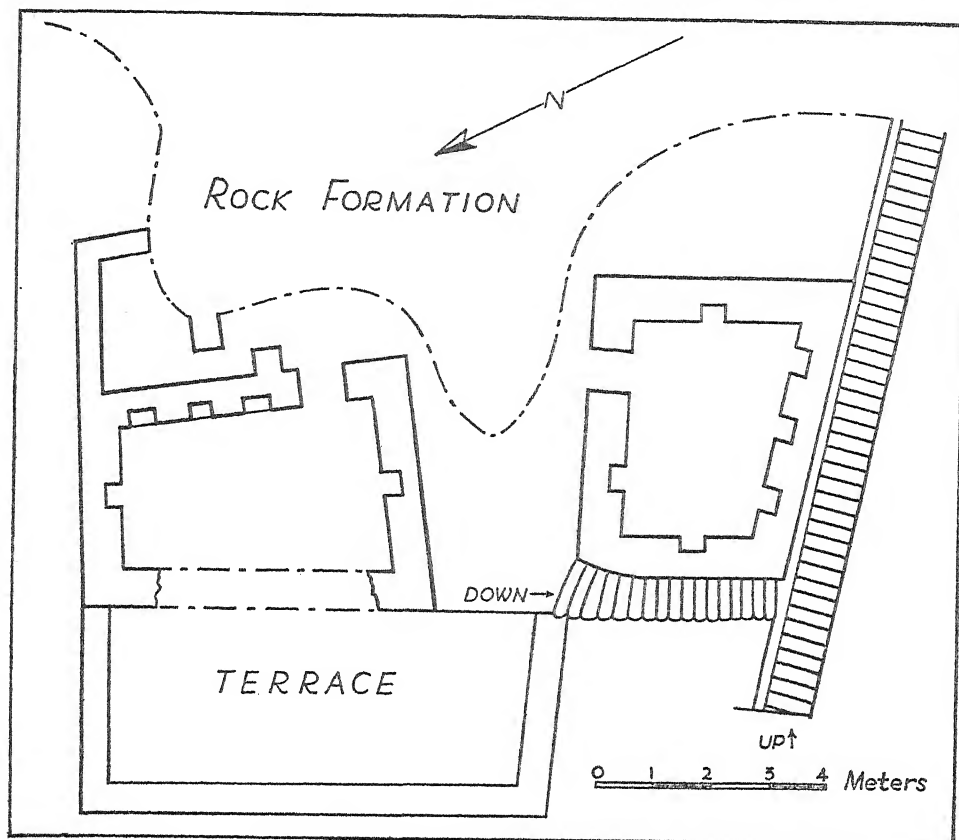 N
ROCK FORMATION
DOWN→
TERRACE
UP↑
0 1 2 3 4 Meters